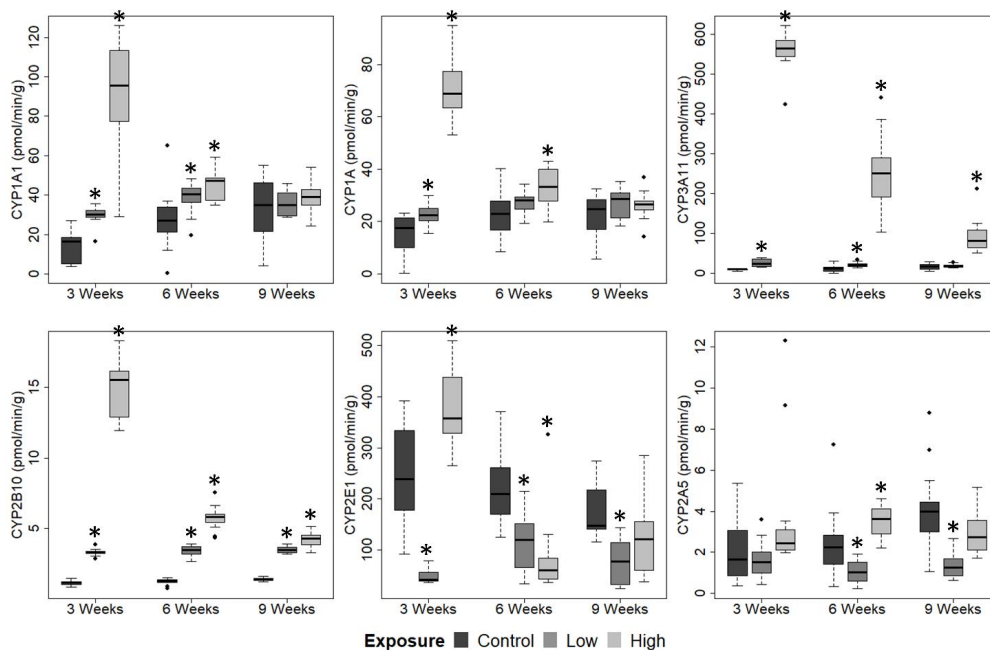 CYP1A1 (pmol/min/g)
120
100
80
60
40
20
0
3 Weeks 6 Weeks 9 Weeks
* * * *
CYP1A (pmol/min/g)
80
60
40
20
0
3 Weeks 6 Weeks 9 Weeks
* * *
CYP3A11 (pmol/min/g)
600
500
400
300
200
100
0
3 Weeks 6 Weeks 9 Weeks
* * * * *
CYP2B10 (pmol/min/g)
15
10
5
3 Weeks 6 Weeks 9 Weeks
* * * * * *
CYP2E1 (pmol/min/g)
500
400
300
200
100
3 Weeks 6 Weeks 9 Weeks
* * * * *
CYP2A5 (pmol/min/g)
12
10
8
6
4
2
0
3 Weeks 6 Weeks 9 Weeks
* * *
Exposure Control Low High